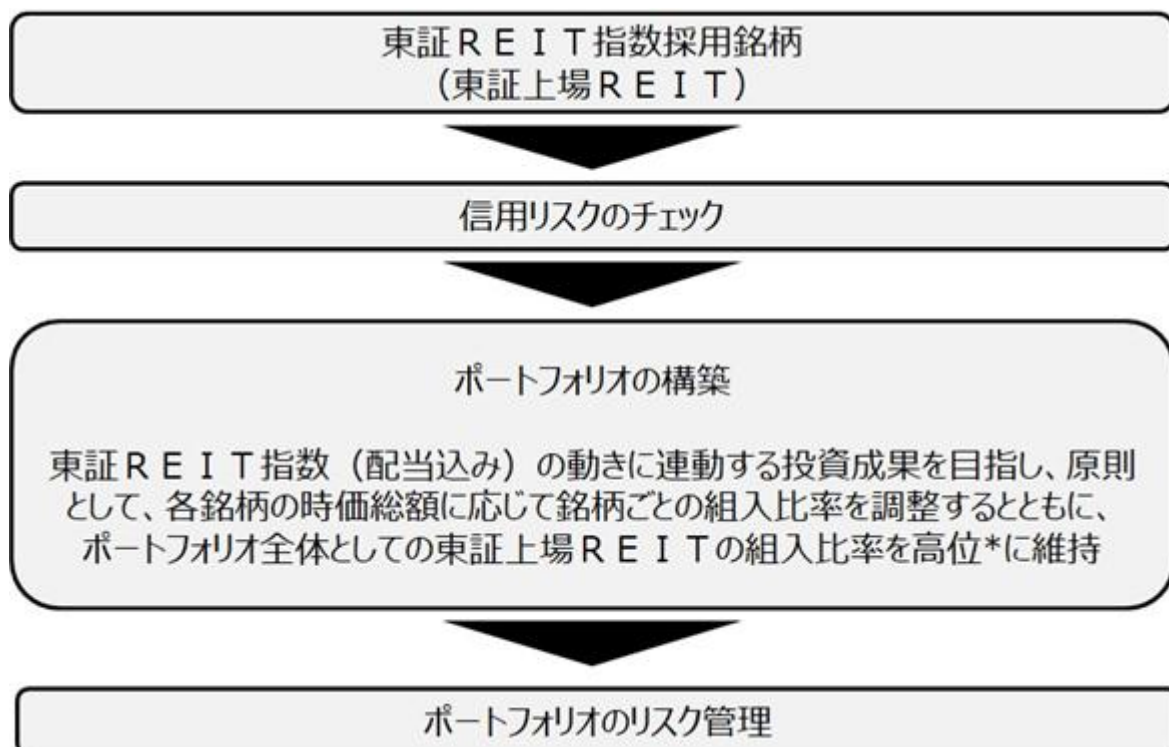 東証ＲＥＩＴ指数採用銘柄
（東証上場ＲＥＩＴ）
信用リスクのチェック
ポートフォリオの構築
東証ＲＥＩＴ指数（配当込み）の動きに連動する投資成果を目指し、原則
として、各銘柄の時価総額に応じて銘柄ごとの組入比率を調整するとともに、
ポートフォリオ全体としての東証上場ＲＥＩＴの組入比率を高位*に維持
ポートフォリオのリスク管理